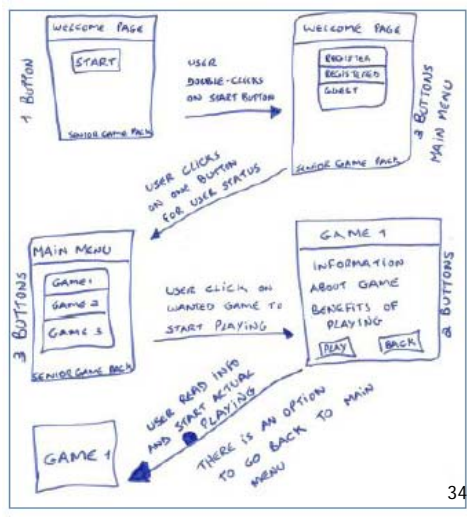 WELCOME PAGE
START
SENIOR GAME PACK
1 BUTTON
USER
DOUBLE-CLICKS
ON START BUTTON
WELCOME PAGE
REGISTER
REGISTERED
GUEST
SENIOR GAME PACK
2 BUTTONS
MAIN MENU
USER CLICKS
ON ONE BUTTON
FOR USER STATUS
MAIN MENU
GAME 1
GAME 2
GAME 3
SENIOR GAME PACK
3 BUTTONS
USER CLICK ON
WANTED GAME TO
START PLAYING
GAME 1
INFORMATION
ABOUT GAME
BENEFITS OF
PLAYING
PLAY BACK
2 BUTTONS
USER READ INFO
AND START ACTUAL
PLAYING
THERE IS AN OPTION
TO GO BACK TO MAIN
MENU
GAME 1
34